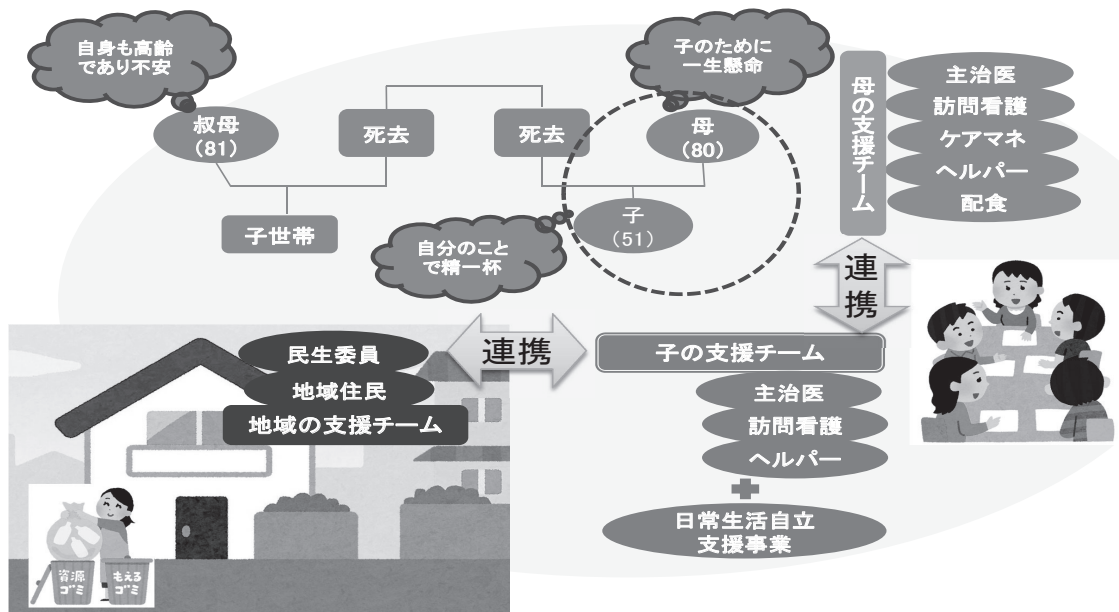 自身も高齢
であり不安
子のために
一生懸命
叔母
（81）
死去
死去
母
（80）
子世帯
子
（51）
自分のこと
で精一杯
母の支援チーム
主治医
訪問看護
ケアマネ
ヘルパー
配食
連
携
民生委員
地域住民
地域の支援チーム
連携
子の支援チーム
主治医
訪問看護
ヘルパー
日常生活自立
支援事業
資源
ゴミ
もえる
ゴミ